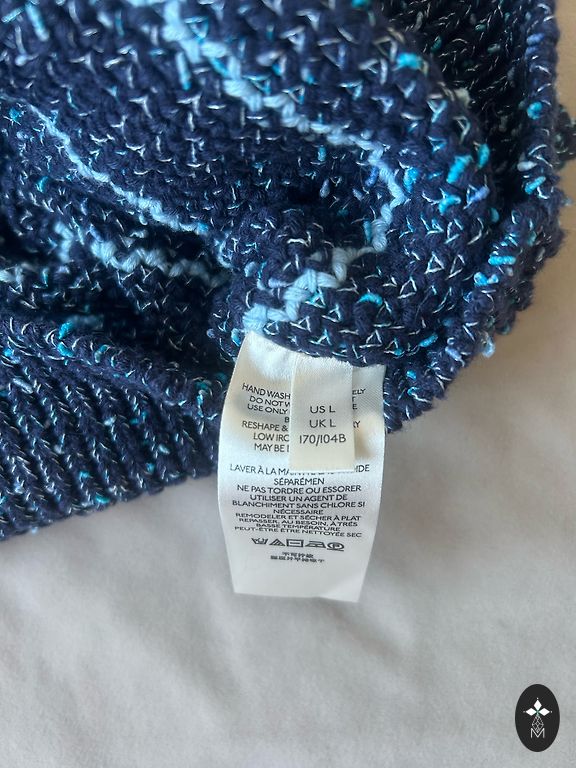 HAND WASH
DO NOT
USE ONLY
RESHAPE &
LOW IRO
MAY BE
US L
UK L
170/104B
LAVER À LA
SÉPARÉMEN
NE PAS TORDRE OU ESSORER
UTILISER UN AGENT DE
BLANCHIMENT SANS CHLORE SI
NÉCESSAIRE
REMODELER ET SÉCHER À PLAT
REPASSER, AU BESOIN, À TRÈS
BASSE TEMPÉRATURE
PEUT-ÊTRE ÊTRE NETTOYÉE SEC
M